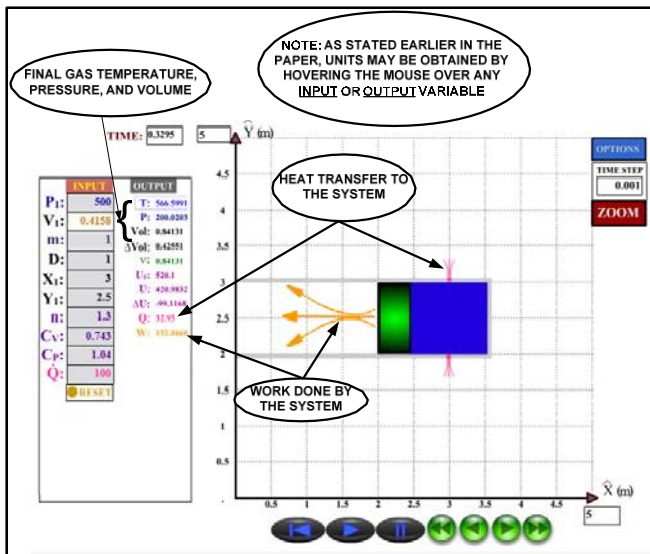 NOTE: AS STATED EARLIER IN THE
PAPER, UNITS MAY BE OBTAINED BY
HOVERING THE MOUSE OVER ANY
INPUT OR OUTPUT VARIABLE
FINAL GAS TEMPERATURE,
PRESSURE, AND VOLUME
TIME: 0.3295 5 Ŷ (m)
OPTIONS
TIME STEP
0.001
ZOOM
HEAT TRANSFER TO
THE SYSTEM
INPUT OUTPUT
P₁: 500 T: 566.5991
V₁: 0.4158 P: 200.0203
m: 1 Vol: 0.84131
D: 1 ΔVol: 0.42551
X₁: 3 v: 0.84131
Y₁: 2.5 U₁: 520.1
n: 1.3 U: 420.9832
Cv: 0.743 ΔU: -99.1168
Cp: 1.04 Q: 32.95
Q̇: 100 W:
RESET
WORK DONE BY
THE SYSTEM
4.5
4
3.5
3
2.5
2
1.5
1
.5
0.5 1 1.5 2 2.5 3 3.5 4 4.5 X̂ (m)
5